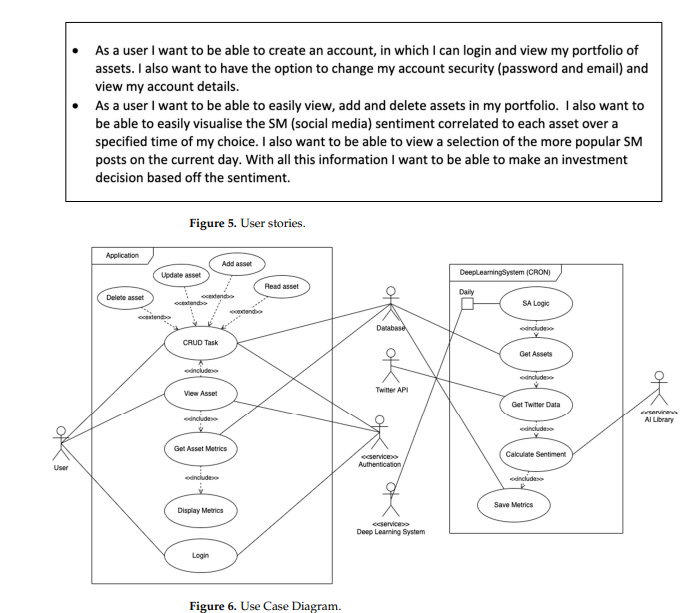 • As a user I want to be able to create an account, in which I can login and view my portfolio of
assets. I also want to have the option to change my account security (password and email) and
view my account details.
• As a user I want to be able to easily view, add and delete assets in my portfolio.  I also want to
be able to easily visualise the SM (social media) sentiment correlated to each asset over a
specified time of my choice. I also want to be able to view a selection of the more popular SM
posts on the current day. With all this information I want to be able to make an investment
decision based off the sentiment.
Figure 5. User stories.
Application
Add asset
Update asset
Read asset
Delete asset
<<extend>>
<<extend>>
<<extend>>
<<extend>>
CRUD Task
<<include>>
View Asset
<<include>>
Get Asset Metrics
<<include>>
Display Metrics
Login
User
Database
Twitter API
<<service>>
Authentication
<<service>>
Deep Learning System
DeepLearningSystem (CRON)
Daily
SA Logic
<<include>>
Get Assets
<<include>>
Get Twitter Data
<<include>>
Calculate Sentiment
<<include>>
Save Metrics
<<service>>
AI Library
Figure 6. Use Case Diagram.